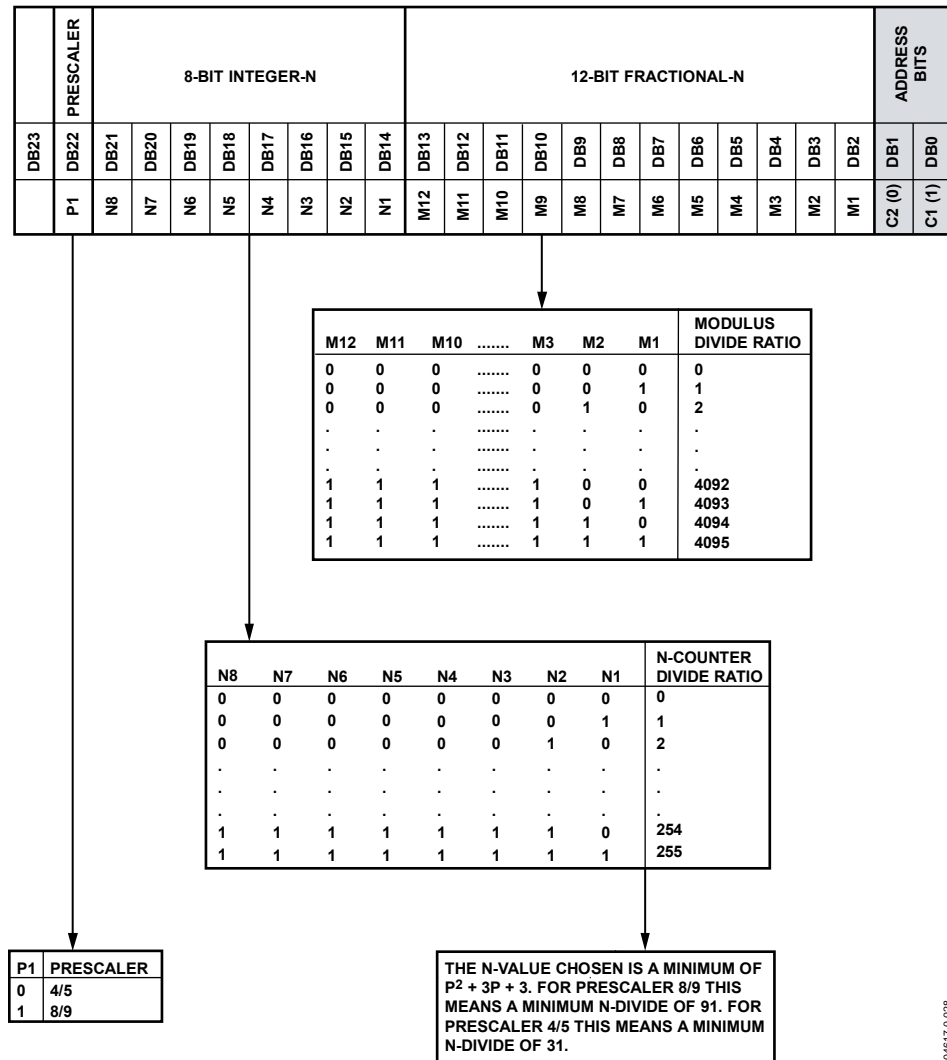 PRESCALER
8-BIT INTEGER-N
12-BIT FRACTIONAL-N
ADDRESS
BITS
DB23 DB22 DB21 DB20 DB19 DB18 DB17 DB16 DB15 DB14 DB13 DB12 DB11 DB10 DB9 DB8 DB7 DB6 DB5 DB4 DB3 DB2 DB1 DB0
P1 N8 N7 N6 N5 N4 N3 N2 N1 M12 M11 M10 M9 M8 M7 M6 M5 M4 M3 M2 M1 C2 (0) C1 (1)
MODULUS
M12 M11 M10 ....... M3 M2 M1 DIVIDE RATIO
0 0 0 ....... 0 0 0 0
0 0 0 ....... 0 0 1 1
0 0 0 ....... 0 1 0 2
. . . ....... . . . .
. . . ....... . . . .
. . . ....... . . . .
1 1 1 ....... 1 0 0 4092
1 1 1 ....... 1 0 1 4093
1 1 1 ....... 1 1 0 4094
1 1 1 ....... 1 1 1 4095
N-COUNTER
N8 N7 N6 N5 N4 N3 N2 N1 DIVIDE RATIO
0 0 0 0 0 0 0 0 0
0 0 0 0 0 0 0 1 1
0 0 0 0 0 0 1 0 2
. . . . . . . . .
. . . . . . . . .
. . . . . . . . .
1 1 1 1 1 1 1 0 254
1 1 1 1 1 1 1 1 255
P1 PRESCALER
0 4/5
1 8/9
THE N-VALUE CHOSEN IS A MINIMUM OF
P2 + 3P + 3. FOR PRESCALER 8/9 THIS
MEANS A MINIMUM N-DIVIDE OF 91. FOR
PRESCALER 4/5 THIS MEANS A MINIMUM
N-DIVIDE OF 31.
04617-0-028